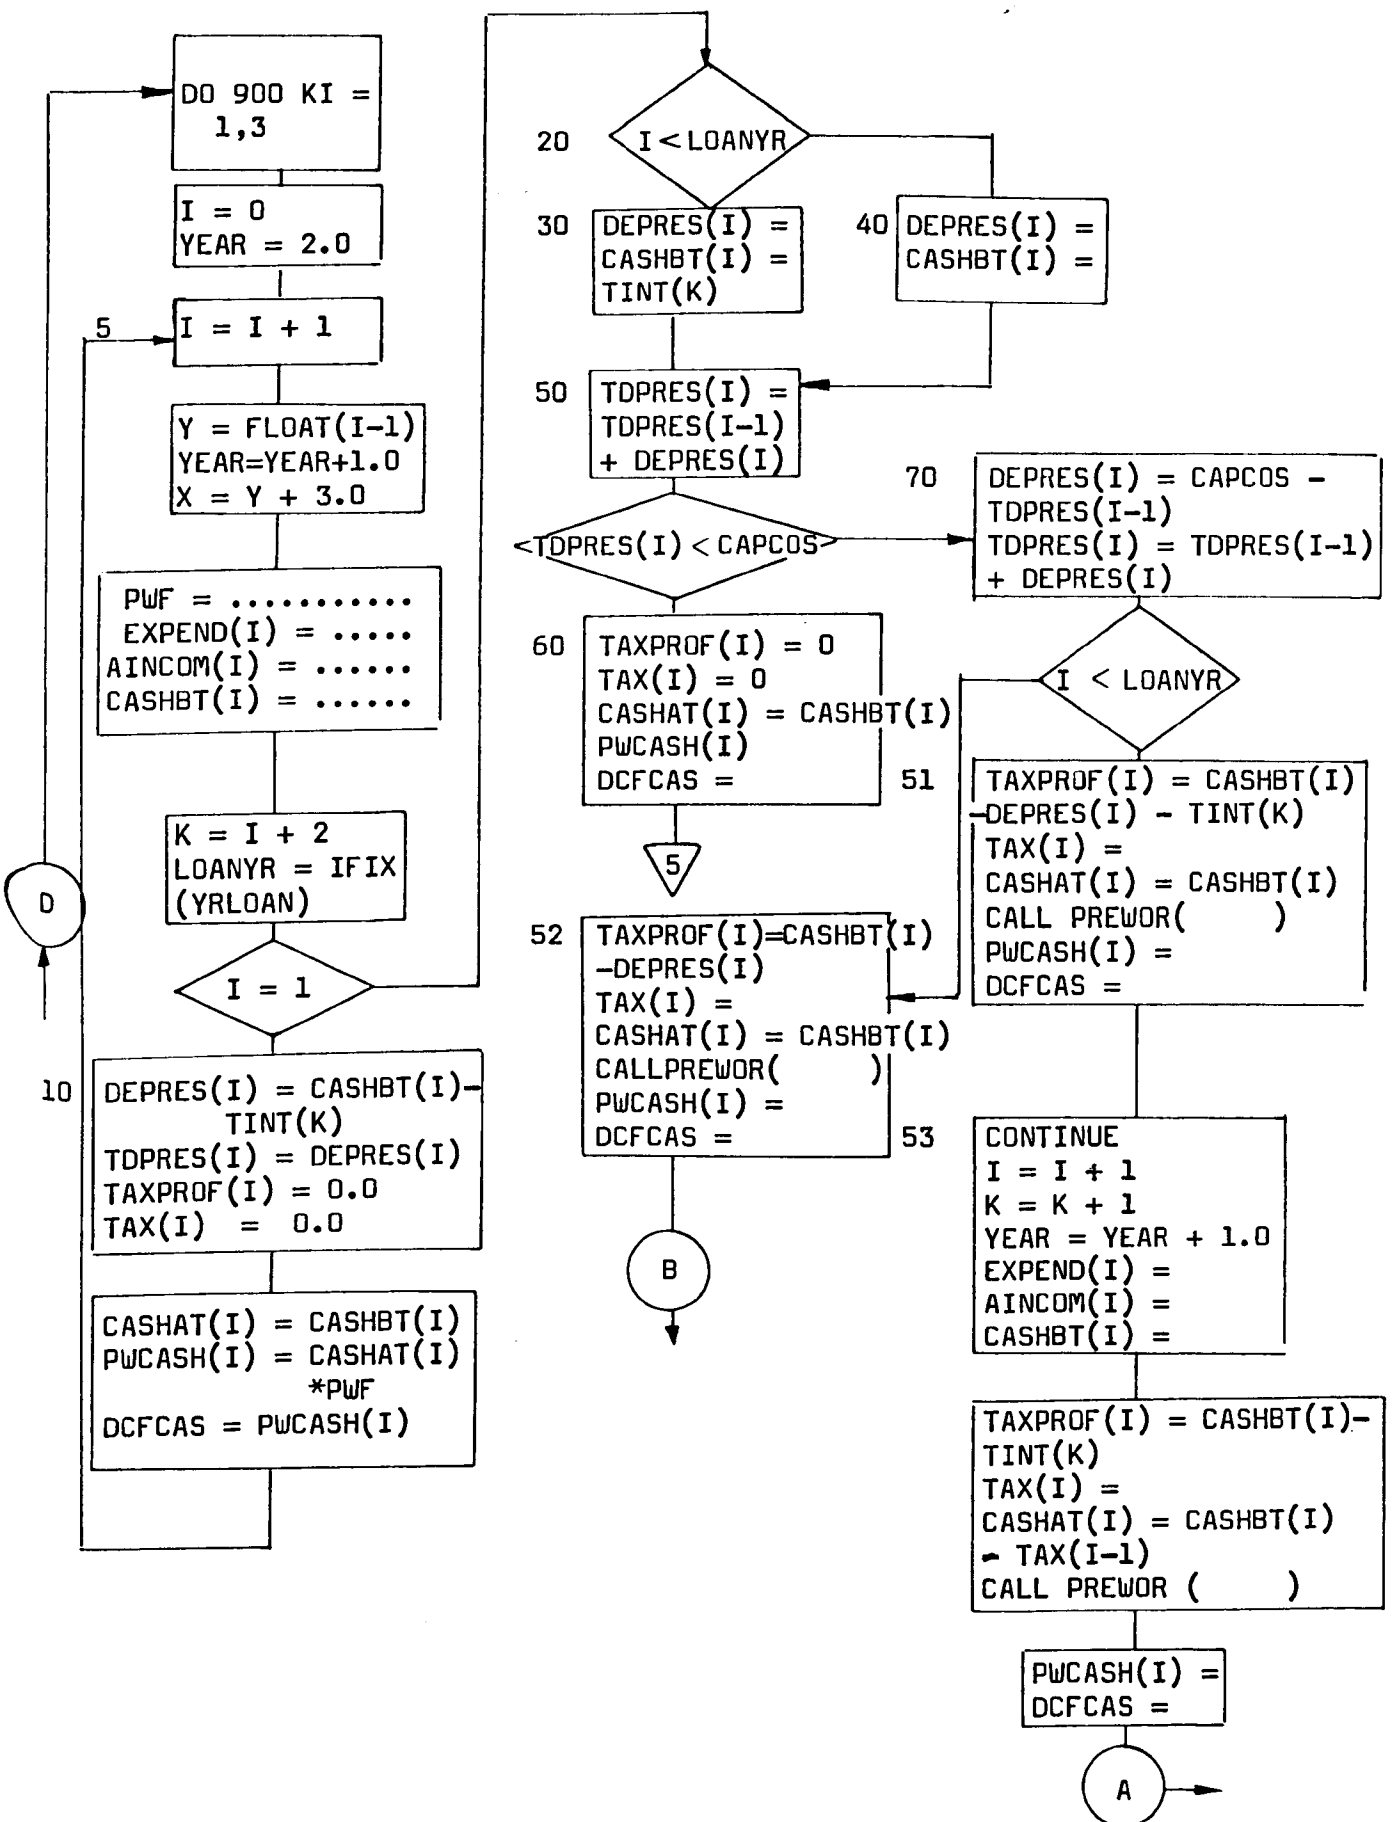 DO 900 KI =
1,3
I = 0
YEAR = 2.0
5
I = I + 1
Y = FLOAT(I-1)
YEAR=YEAR+1.0
X = Y + 3.0
PWF = ...........
EXPEND(I) = .....
AINCOM(I) = ......
CASHBT(I) = ......
K = I + 2
LOANYR = IFIX
(YRLOAN)
D
I = 1
10
DEPRES(I) = CASHBT(I)-
TINT(K)
TDPRES(I) = DEPRES(I)
TAXPROF(I) = 0.0
TAX(I) = 0.0
CASHAT(I) = CASHBT(I)
PWCASH(I) = CASHAT(I)
*PWF
DCFCAS = PWCASH(I)
20
I < LOANYR
30
DEPRES(I) =
CASHBT(I) =
TINT(K)
40
DEPRES(I) =
CASHBT(I) =
50
TDPRES(I) =
TDPRES(I-1)
+ DEPRES(I)
<TDPRES(I) < CAPCOS>
60
TAXPROF(I) = 0
TAX(I) = 0
CASHAT(I) = CASHBT(I)
PWCASH(I)
DCFCAS =
5
52
TAXPROF(I)=CASHBT(I)
-DEPRES(I)
TAX(I) =
CASHAT(I) = CASHBT(I)
CALLPREWOR( )
PWCASH(I) =
DCFCAS =
B
70
DEPRES(I) = CAPCOS -
TDPRES(I-1)
TDPRES(I) = TDPRES(I-1)
+ DEPRES(I)
I < LOANYR
51
TAXPROF(I) = CASHBT(I)
-DEPRES(I) - TINT(K)
TAX(I) =
CASHAT(I) = CASHBT(I)
CALL PREWOR( )
PWCASH(I) =
DCFCAS =
53
CONTINUE
I = I + 1
K = K + 1
YEAR = YEAR + 1.0
EXPEND(I) =
AINCOM(I) =
CASHBT(I) =
TAXPROF(I) = CASHBT(I)-
TINT(K)
TAX(I) =
CASHAT(I) = CASHBT(I)
- TAX(I-1)
CALL PREWOR ( )
PWCASH(I) =
DCFCAS =
A